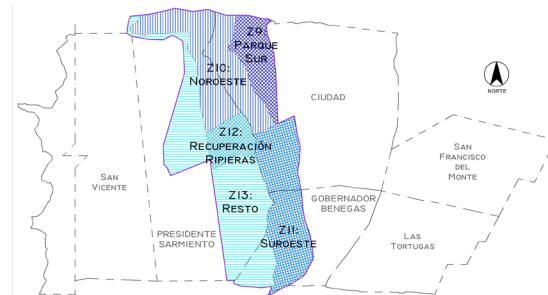 Z9:
PARQUE
SUR
Z10:
NOROESTE
CIUDAD
NORTE
Z12:
RECUPERACIÓN
RIPIERAS
SAN
FRANCISCO
DEL
MONTE
SAN
VICENTE
Z13:
RESTO
GOBERNADOR
BENEGAS
PRESIDENTE
SARMIENTO
Z11:
SUROESTE
LAS
TORTUGAS